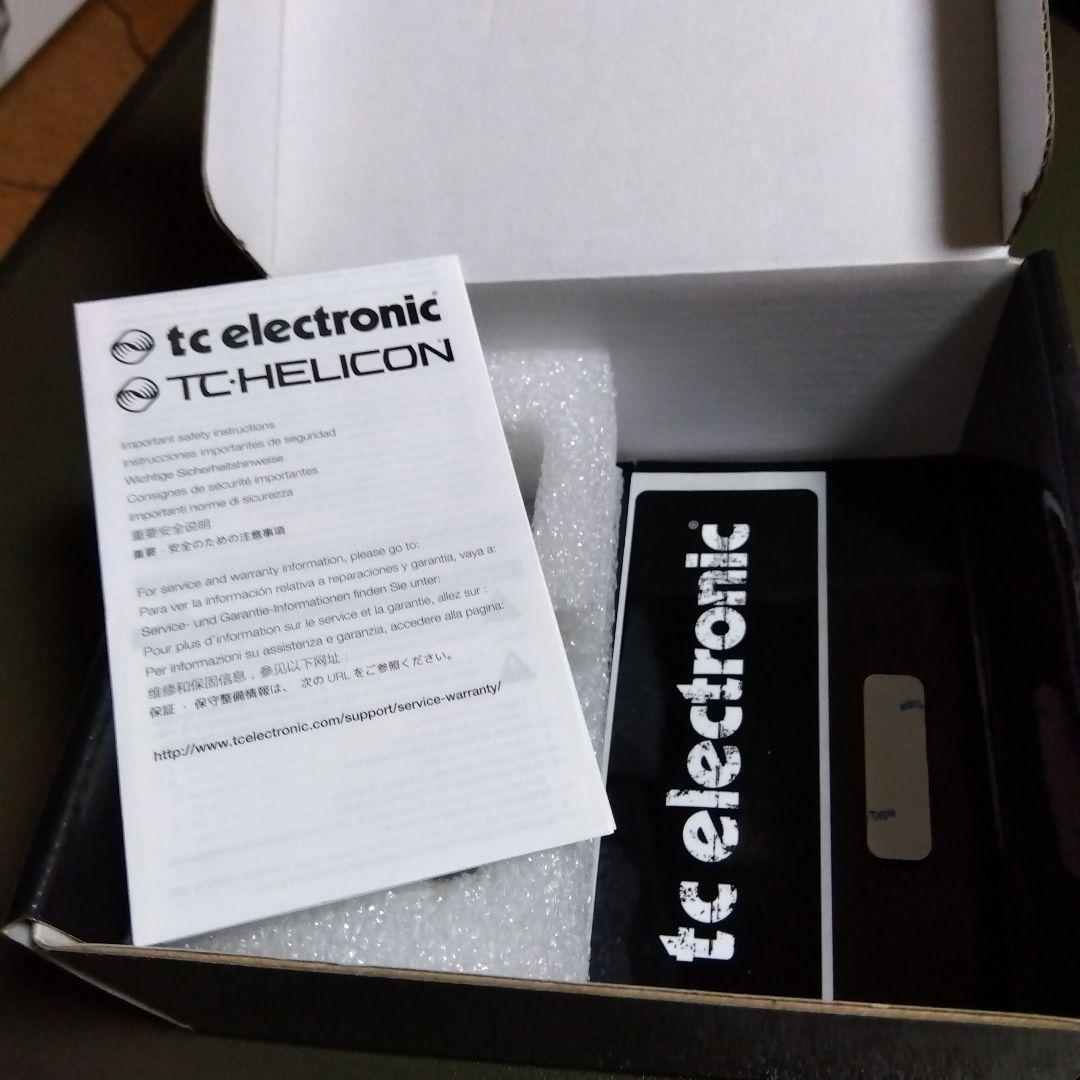 tc electronic®
TC·HELICON
Important safety instructions
Instrucciones importantes de seguridad
Wichtige Sicherheitshinweise
Consignes de sécurité importantes
Importanti norme di sicurezza
重要安全说明
重要・安全のための注意事項
For service and warranty information, please go to:
Para ver la información relativa a reparaciones y garantía, vaya a:
Service- und Garantie-Informationen finden Sie unter:
Pour plus d'information sur le service et la garantie, allez sur :
Per informazioni su assistenza e garanzia, accedere alla pagina:
维修和保固信息，参见以下网址：
保証・保守整備情報は、 次の URL をご参照ください。
http://www.tcelectronic.com/support/service-warranty/
tc electronic®
Tapa